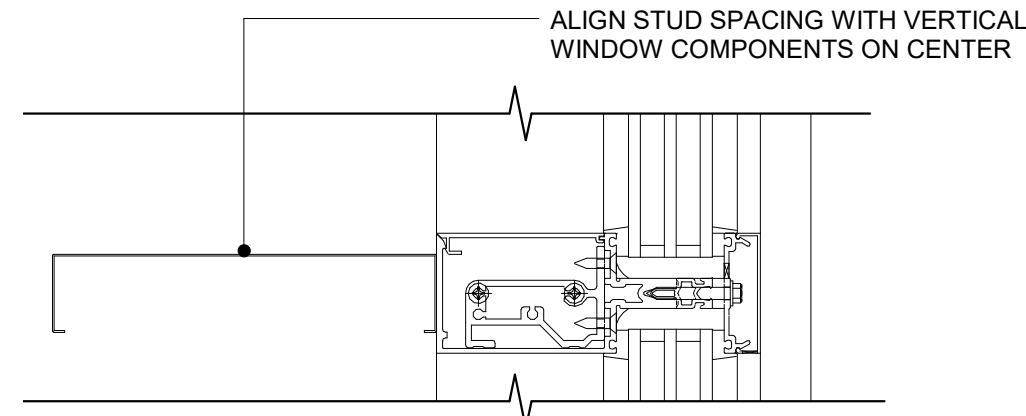 ALIGN STUD SPACING WITH VERTICAL
WINDOW COMPONENTS ON CENTER